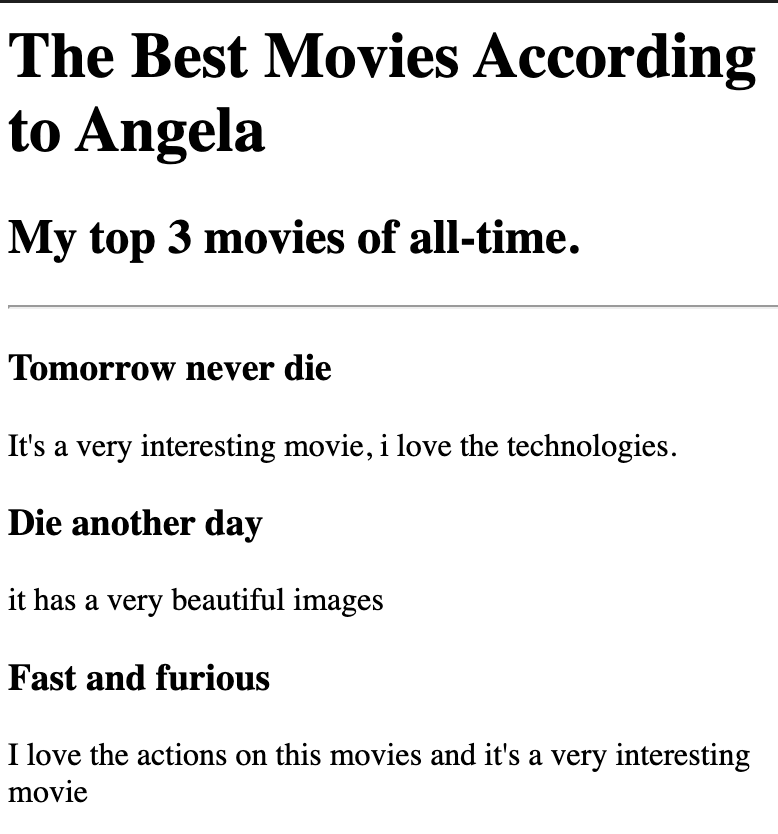 The Best Movies According
to Angela
My top 3 movies of all-time.
Tomorrow never die
It's a very interesting movie, i love the technologies.
Die another day
it has a very beautiful images
Fast and furious
I love the actions on this movies and it's a very interesting
movie